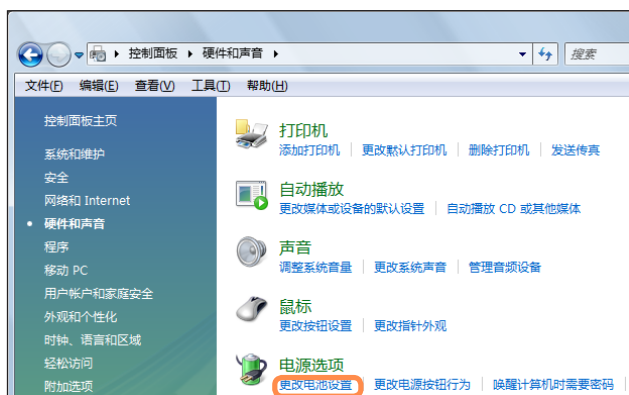 控制面板 硬件和声音 搜索
文件(F) 编辑(E) 查看(V) 工具(T) 帮助(H)
控制面板主页
系统和维护
安全
网络和 Internet
硬件和声音
程序
移动 PC
用户帐户和家庭安全
外观和个性化
时钟、语言和区域
轻松访问
附加选项
打印机
添加打印机 更改默认打印机 删除打印机 发送传真
自动播放
更改媒体或设备的默认设置 自动播放 CD 或其他媒体
声音
调整系统音量 更改系统声音 管理音频设备
鼠标
更改按钮设置 更改指针外观
电源选项
更改电池设置 更改电源按钮行为 唤醒计算机时需要密码